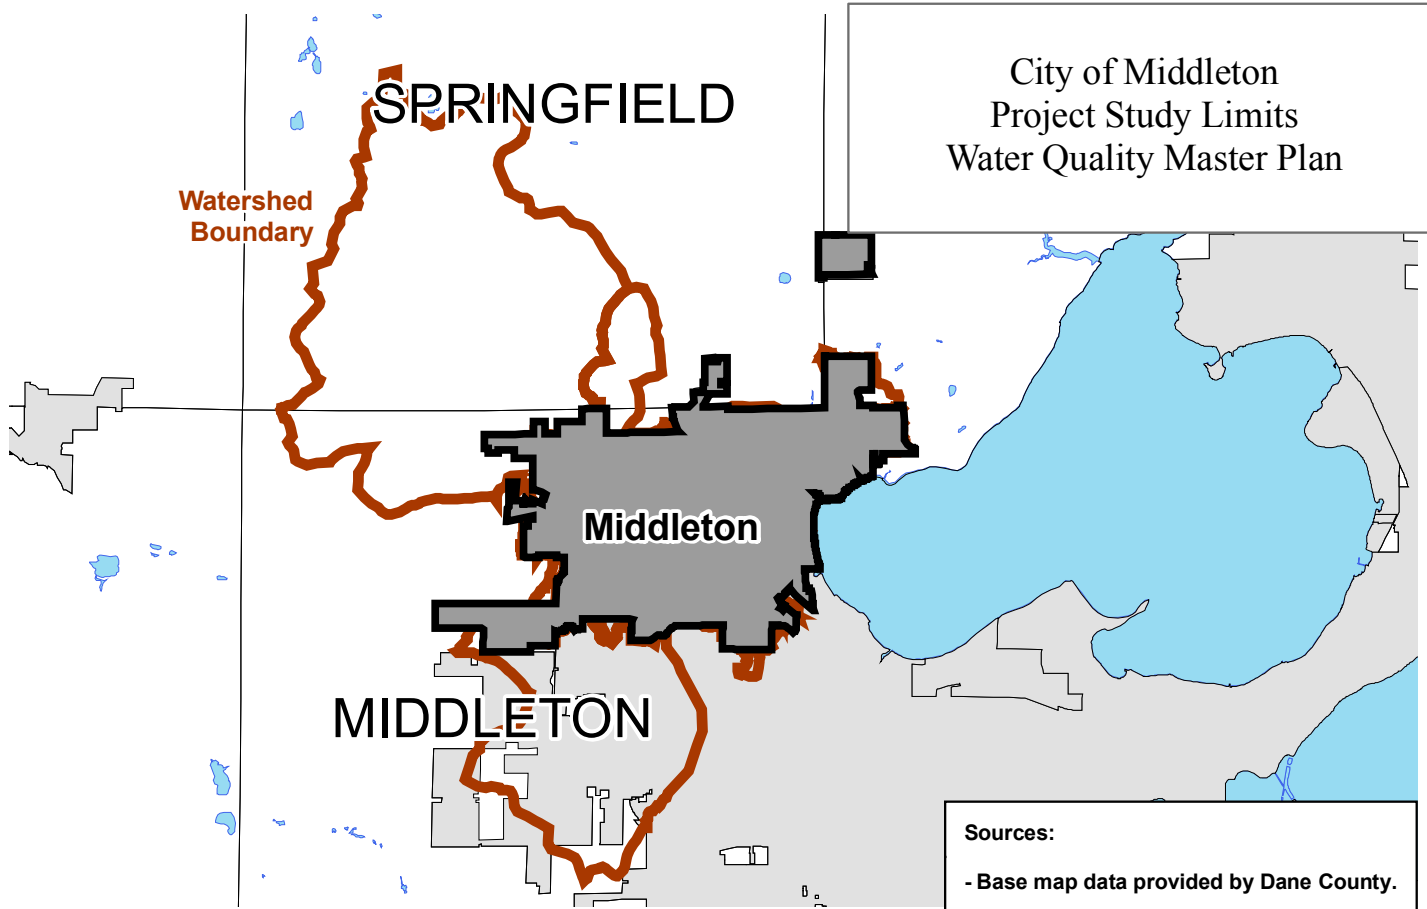 City of Middleton
Project Study Limits
Water Quality Master Plan
SPRINGFIELD
Watershed
Boundary
Middleton
MIDDLETON
Sources:
- Base map data provided by Dane County.